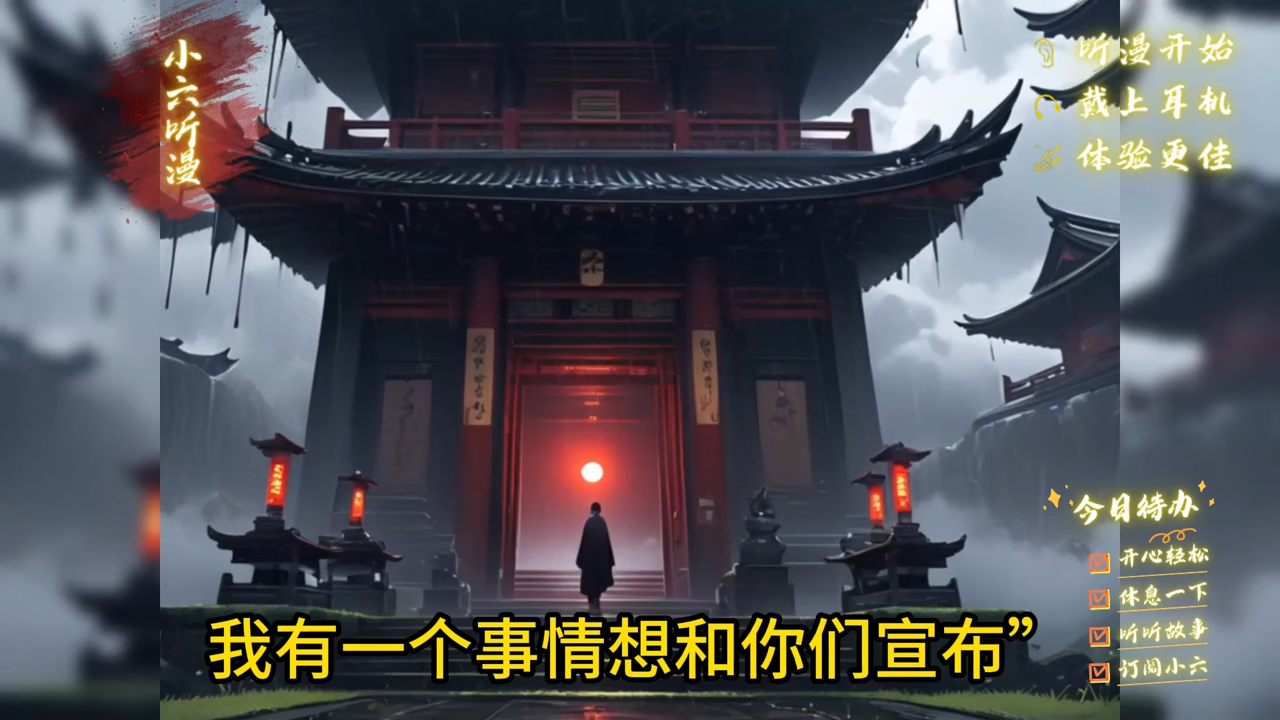 小六听漫
听漫开始
戴上耳机
体验更佳
今日待办
开心轻松
休息一下
听听故事
订阅小六
我有一个事情想和你们宣布”